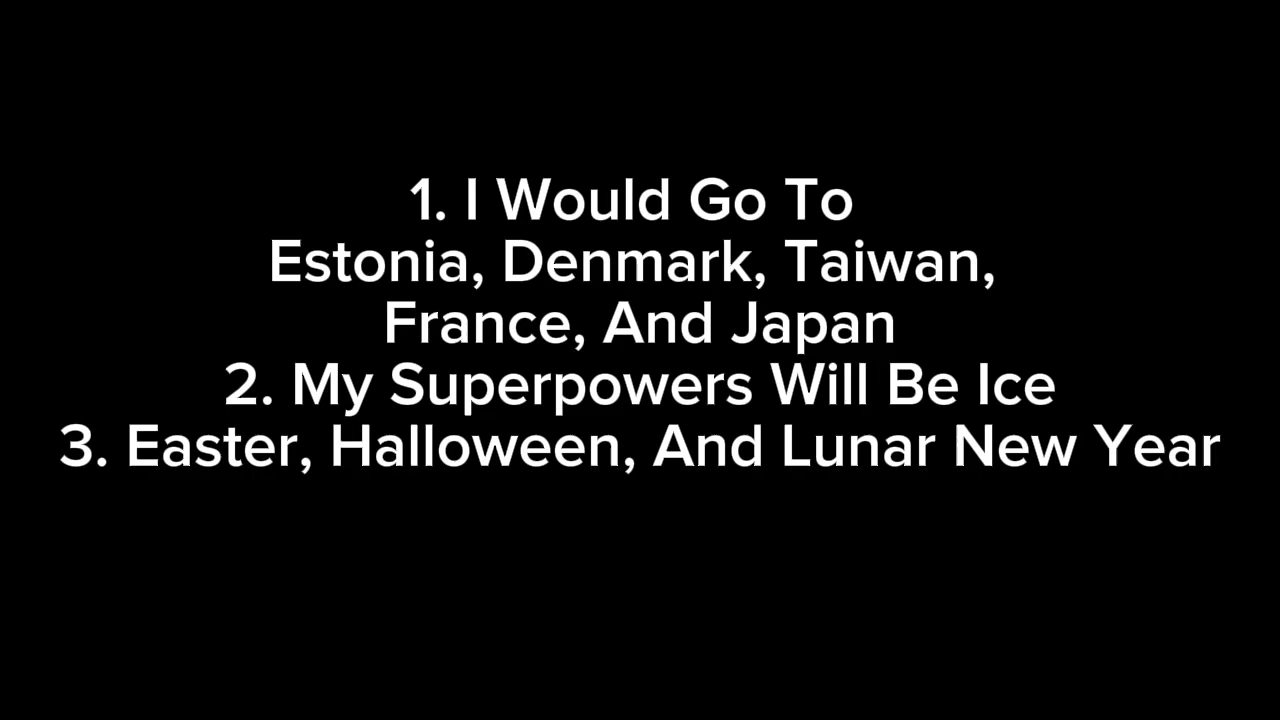 1. I Would Go To
Estonia, Denmark, Taiwan,
France, And Japan
2. My Superpowers Will Be Ice
3. Easter, Halloween, And Lunar New Year